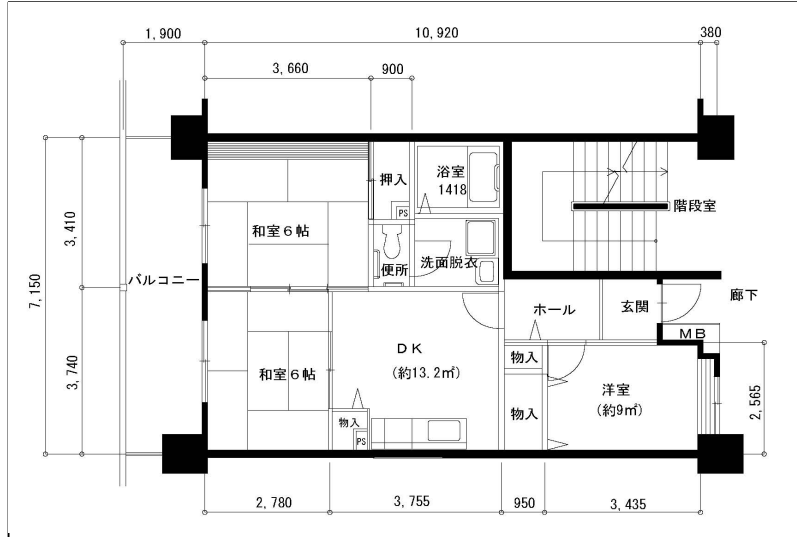 1,900
10,920
380
3,660
900
押入
浴室
1418
PS
階段室
和室6帖
便所
洗面脱衣
3,410
7,150
バルコニー
ホール
玄関
廊下
MB
DK
(約13.2㎡)
和室6帖
物入
洋室
(約9㎡)
3,740
2,565
物入
物入
PS
2,780
3,755
950
3,435